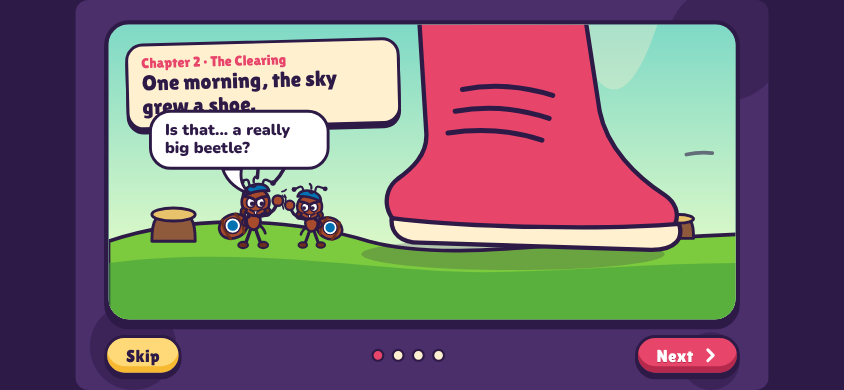 Chapter 2 · The Clearing
One morning, the sky
grew a shoe.
Is that... a really
big beetle?
Skip
Next